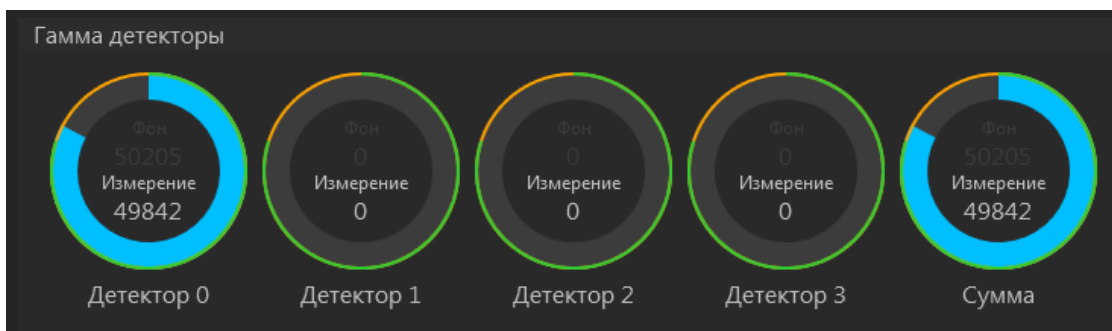 Гамма детекторы
Фон
50205
Измерение
49842
Детектор 0
Фон
0
Измерение
0
Детектор 1
Фон
0
Измерение
0
Детектор 2
Фон
0
Измерение
0
Детектор 3
Фон
50205
Измерение
49842
Сумма